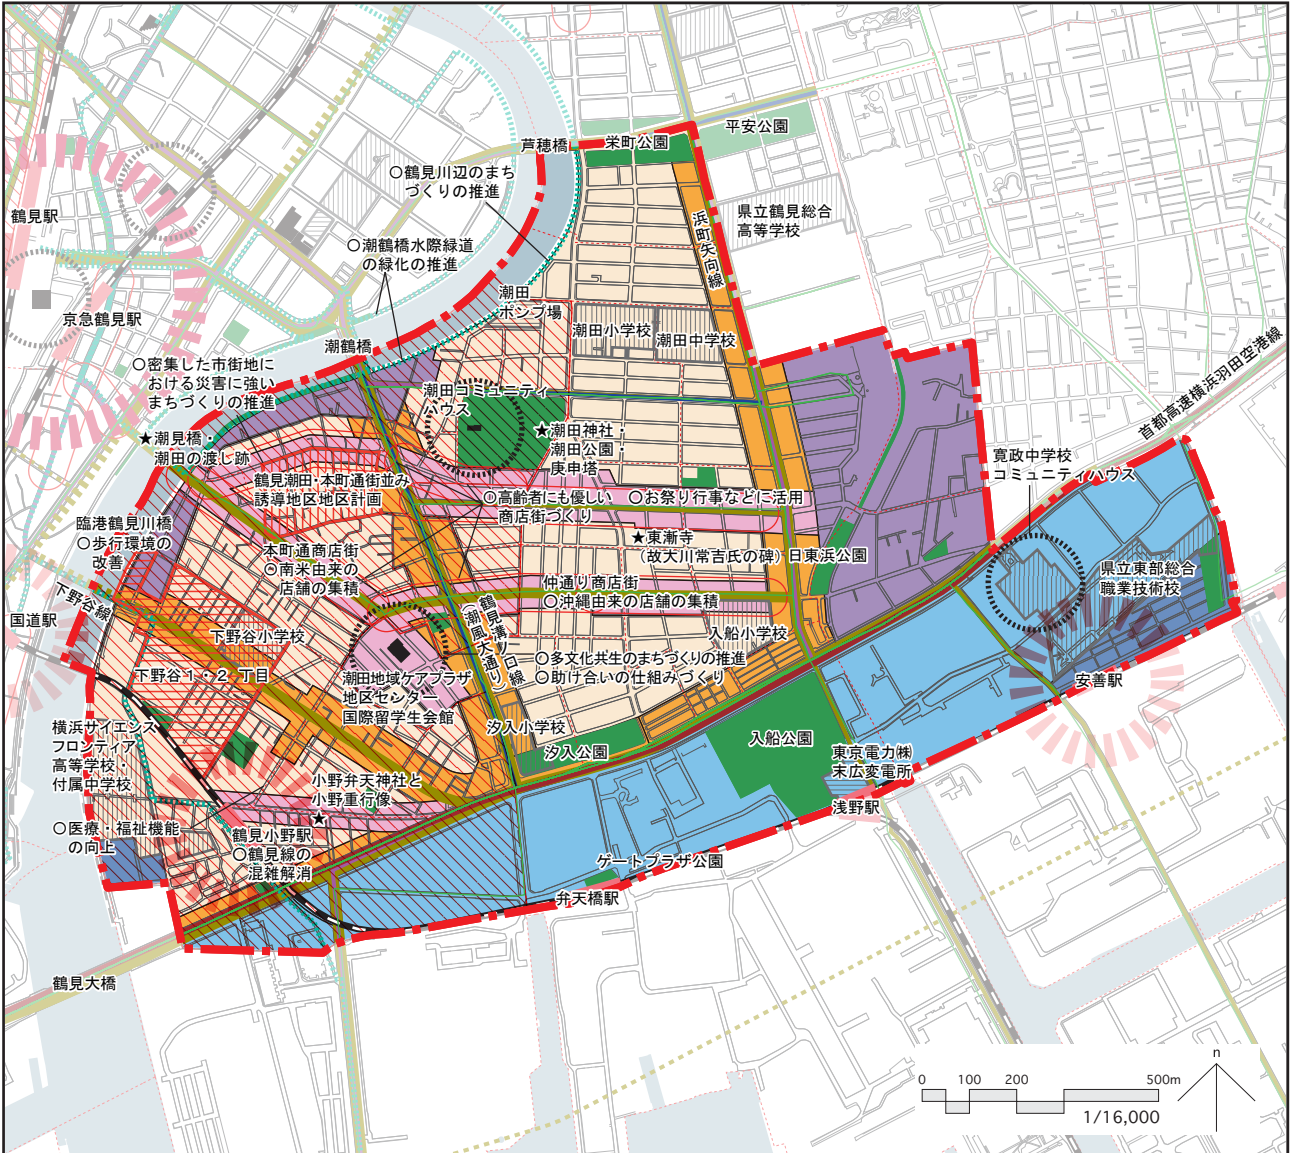 芦穂橋
栄町公園
平安公園
○鶴見川辺のまち
づくりの推進
鶴見駅
県立鶴見総合
高等学校
浜町矢向線
○潮鶴橋水際緑道
の緑化の推進
潮田
ポンプ場
京急鶴見駅
潮田小学校
潮田中学校
潮鶴橋
首都高速横浜羽田空港線
○密集した市街地に
おける災害に強い
まちづくりの推進
潮田コミュニティ
ハウス
★潮見橋・
潮田の渡し跡
★潮田神社・
潮田公園・
庚申塔
寛政中学校
コミュニティハウス
鶴見潮田・本町通街並み
誘導地区地区計画
○高齢者にも優しい
商店街づくり
○お祭り行事などに活用
臨港鶴見川橋
○歩行環境の
改善
★東漸寺
（故大川常吉氏の碑）
日東浜公園
本町通商店街
○南米由来の
店舗の集積
県立東部総合
職業技術校
仲通り商店街
○沖縄由来の店舗の集積
下野谷線
国道駅
鶴見溝ノ口線
（潮風大通り）
下野谷小学校
入船小学校
○多文化共生のまちづくりの推進
○助け合いの仕組みづくり
下野谷１・２丁目
潮田地域ケアプラザ
地区センター
国際留学生会館
安善駅
横浜サイエンス
フロンティア
高等学校・
付属中学校
汐入小学校
汐入公園
入船公園
東京電力㈱
末広変電所
小野弁天神社と
小野重行像
★
浅野駅
○医療・福祉機能
の向上
鶴見小野駅
○鶴見線の
混雑解消
ゲートプラザ公園
弁天橋駅
鶴見大橋
n
0 100 200 500m
1/16,000